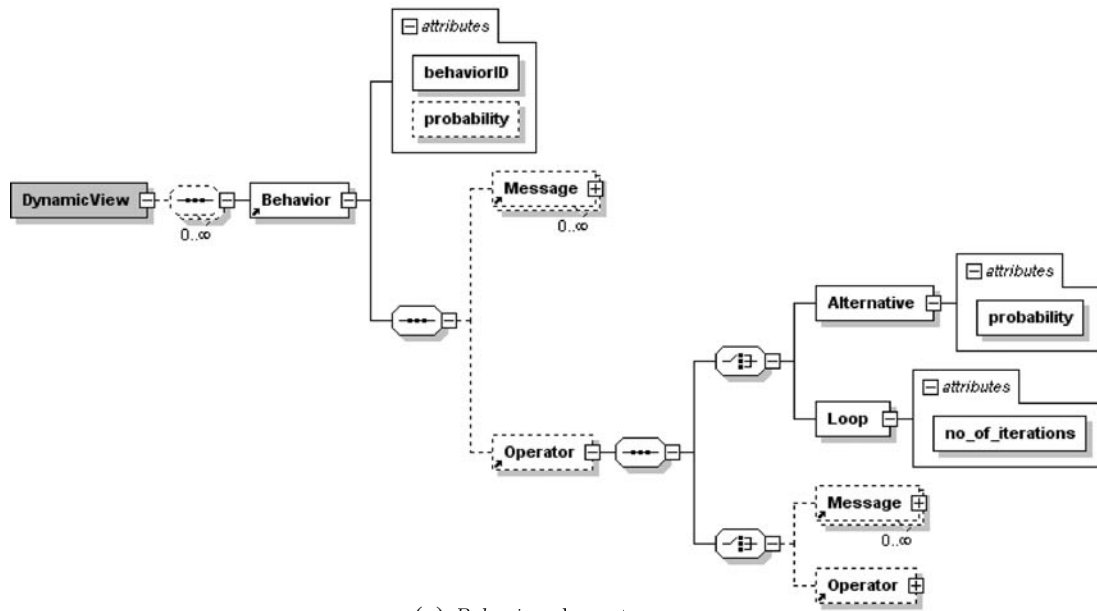 attributes
behaviorID
probability
DynamicView
0..∞
Behavior
Message
0..∞
attributes
Alternative
probability
attributes
Loop
no_of_iterations
Operator
Message
0..∞
Operator